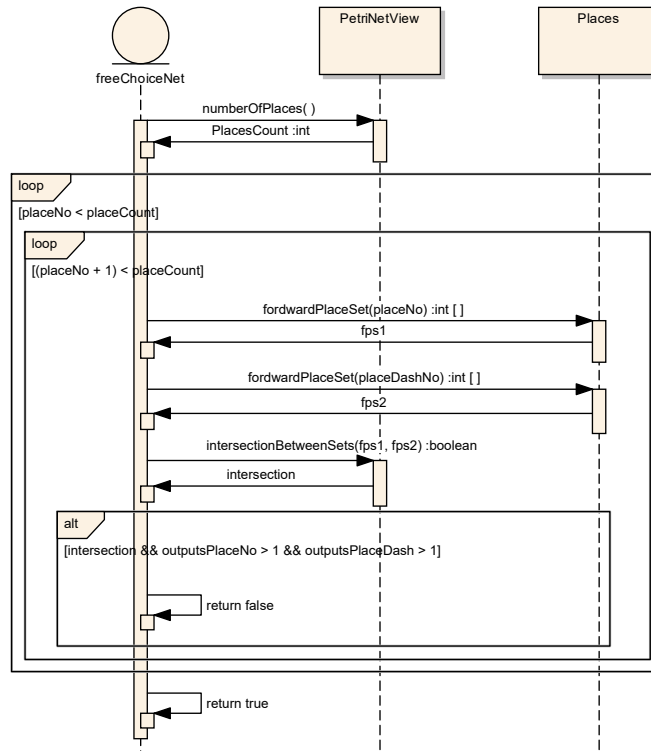 PetriNetView
Places
freeChoiceNet
numberOfPlaces( )
PlacesCount :int
loop
[placeNo < placeCount]
loop
[(placeNo + 1) < placeCount]
fordwardPlaceSet(placeNo) :int [ ]
fps1
fordwardPlaceSet(placeDashNo) :int [ ]
fps2
intersectionBetweenSets(fps1, fps2) :boolean
intersection
alt
[intersection && outputsPlaceNo > 1 && outputsPlaceDash > 1]
return false
return true